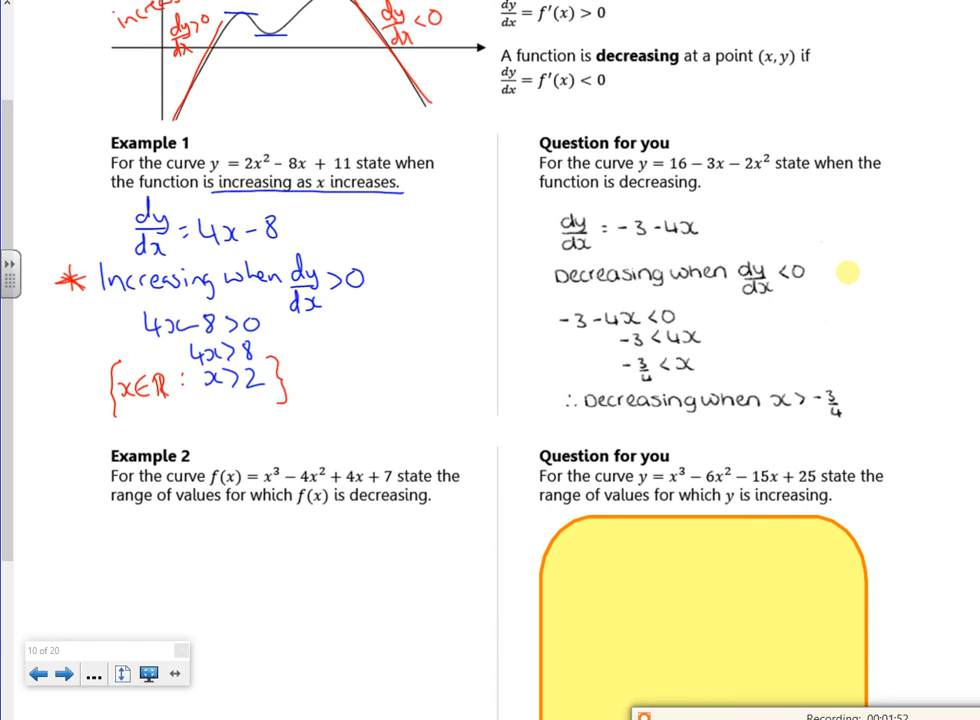 increas
dy/dx > 0
dy/dx < 0
dy/dx = f′(x) > 0
A function is decreasing at a point (x, y) if
dy/dx = f′(x) < 0
Example 1
For the curve y = 2x² – 8x + 11 state when
the function is increasing as x increases.
dy/dx = 4x - 8
* Increasing when dy/dx > 0
4x - 8 > 0
4x > 8
{x ∈ ℝ : x > 2}
Question for you
For the curve y = 16 − 3x − 2x² state when the
function is decreasing.
dy/dx = -3 - 4x
Decreasing when dy/dx < 0
-3 - 4x < 0
-3 < 4x
-3/4 < x
∴ Decreasing when x > -3/4
Example 2
For the curve f(x) = x³ − 4x² + 4x + 7 state the
range of values for which f(x) is decreasing.
Question for you
For the curve y = x³ − 6x² − 15x + 25 state the
range of values for which y is increasing.
10 of 20
Recording: 00:01:52